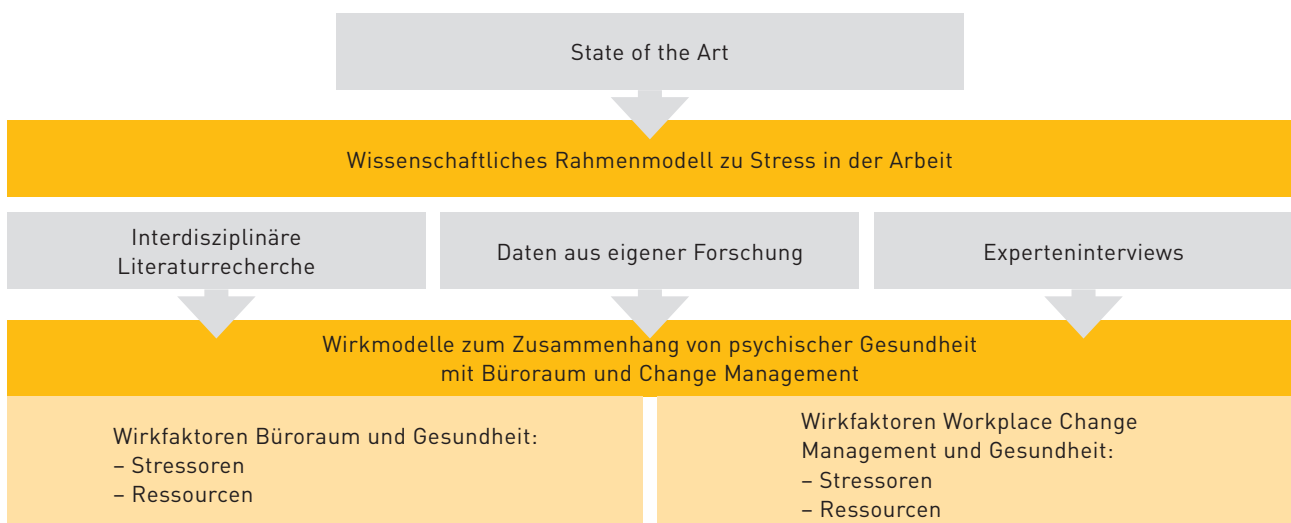 State of the Art
Wissenschaftliches Rahmenmodell zu Stress in der Arbeit
Interdisziplinäre
Literaturrecherche
Daten aus eigener Forschung
Experteninterviews
Wirkmodelle zum Zusammenhang von psychischer Gesundheit
mit Büroraum und Change Management
Wirkfaktoren Büroraum und Gesundheit:
– Stressoren
– Ressourcen
Wirkfaktoren Workplace Change
Management und Gesundheit:
– Stressoren
– Ressourcen